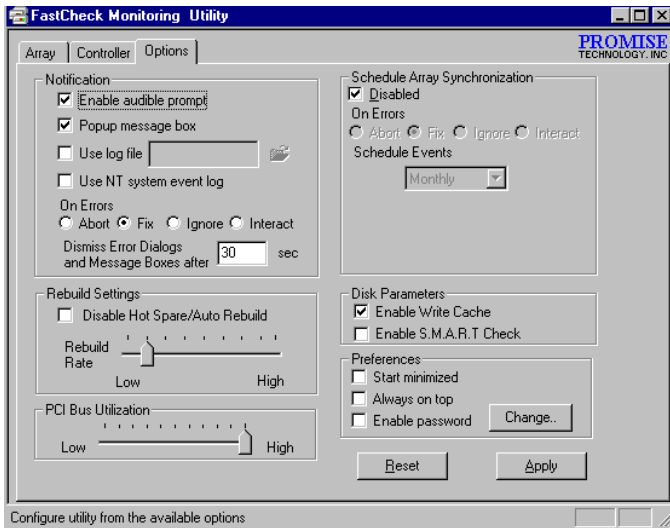 FastCheck Monitoring Utility
Array
Controller
Options
PROMISE
TECHNOLOGY, INC
Notification
Enable audible prompt
Popup message box
Use log file
Use NT system event log
On Errors
Abort Fix Ignore Interact
Dismiss Error Dialogs
and Message Boxes after 30 sec
Schedule Array Synchronization
Disabled
On Errors
Abort Fix Ignore Interact
Schedule Events
Monthly
Rebuild Settings
Disable Hot Spare/Auto Rebuild
Rebuild
Rate
Low High
Disk Parameters
Enable Write Cache
Enable S.M.A.R.T Check
PCI Bus Utilization
Low High
Preferences
Start minimized
Always on top
Enable password
Change..
Reset
Apply
Configure utility from the available options